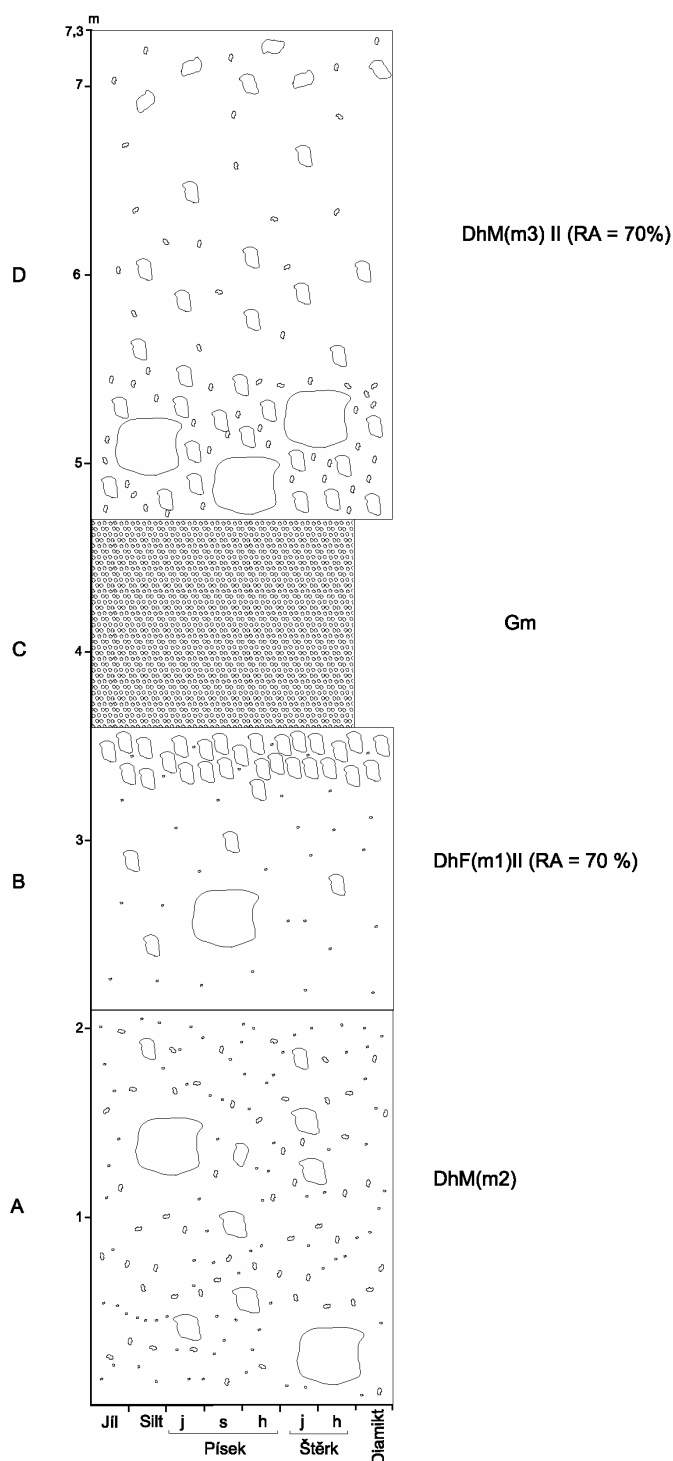 m
7,3
7
DhM(m3) II (RA = 70%)
D
6
5
Gm
C
4
3
DhF(m1)II (RA = 70 %)
B
2
DhM(m2)
A
1
Jíl Silt j s h j h Diamikt
Písek Štěrk